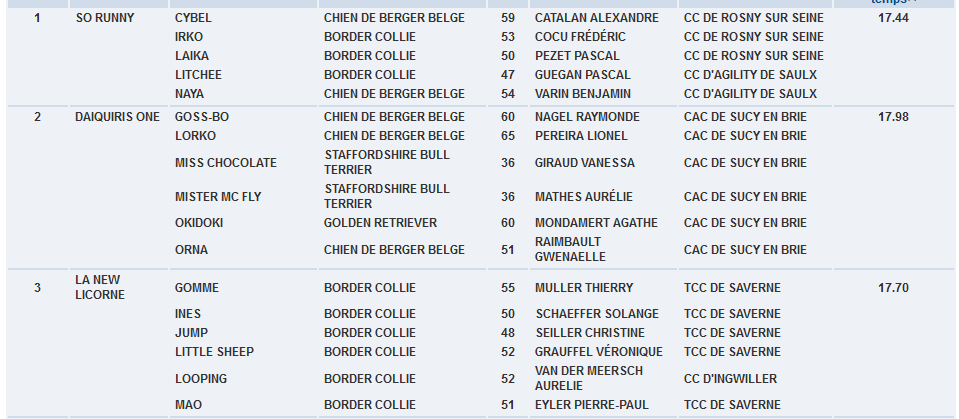 temps
1 SO RUNNY CYBEL CHIEN DE BERGER BELGE 59 CATALAN ALEXANDRE CC DE ROSNY SUR SEINE 17.44
IRKO BORDER COLLIE 53 COCU FRÉDÉRIC CC DE ROSNY SUR SEINE
LAIKA BORDER COLLIE 50 PEZET PASCAL CC DE ROSNY SUR SEINE
LITCHEE BORDER COLLIE 47 GUEGAN PASCAL CC D'AGILITY DE SAULX
NAYA CHIEN DE BERGER BELGE 54 VARIN BENJAMIN CC D'AGILITY DE SAULX
2 DAIQUIRIS ONE GOSS-BO CHIEN DE BERGER BELGE 60 NAGEL RAYMONDE CAC DE SUCY EN BRIE 17.98
LORKO CHIEN DE BERGER BELGE 65 PEREIRA LIONEL CAC DE SUCY EN BRIE
MISS CHOCOLATE STAFFORDSHIRE BULL
TERRIER 36 GIRAUD VANESSA CAC DE SUCY EN BRIE
MISTER MC FLY STAFFORDSHIRE BULL
TERRIER 36 MATHES AURÉLIE CAC DE SUCY EN BRIE
OKIDOKI GOLDEN RETRIEVER 60 MONDAMERT AGATHE CAC DE SUCY EN BRIE
ORNA CHIEN DE BERGER BELGE 51 RAIMBAULT
GWENAELLE CAC DE SUCY EN BRIE
3 LA NEW
LICORNE GOMME BORDER COLLIE 55 MULLER THIERRY TCC DE SAVERNE 17.70
INES BORDER COLLIE 50 SCHAEFFER SOLANGE TCC DE SAVERNE
JUMP BORDER COLLIE 48 SEILLER CHRISTINE TCC DE SAVERNE
LITTLE SHEEP BORDER COLLIE 52 GRAUFFEL VÉRONIQUE TCC DE SAVERNE
LOOPING BORDER COLLIE 52 VAN DER MEERSCH
AURELIE CC D'INGWILLER
MAO BORDER COLLIE 51 EYLER PIERRE-PAUL TCC DE SAVERNE